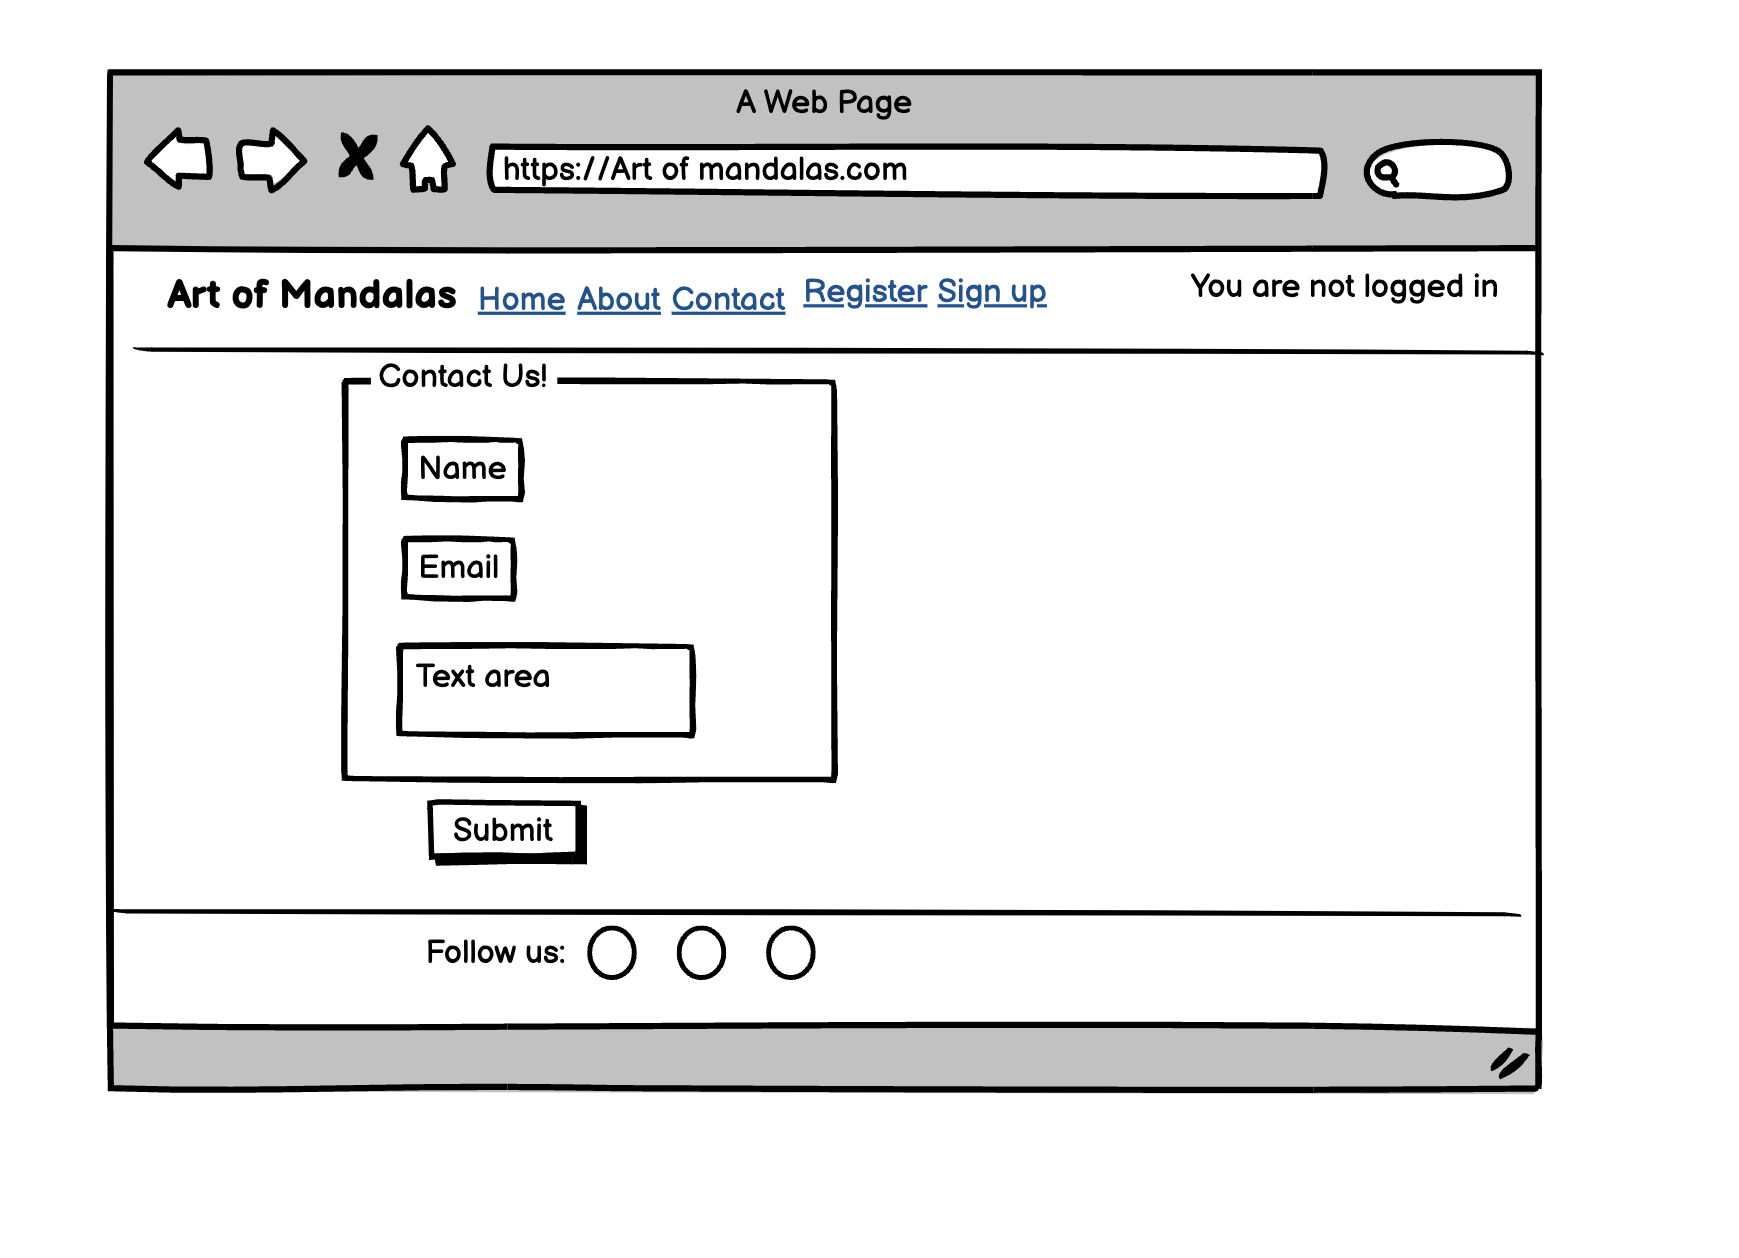 A Web Page
https://Art of mandalas.com
Art of Mandalas Home About Contact Register Sign up You are not logged in
Contact Us!
Name
Email
Text area
Submit
Follow us: